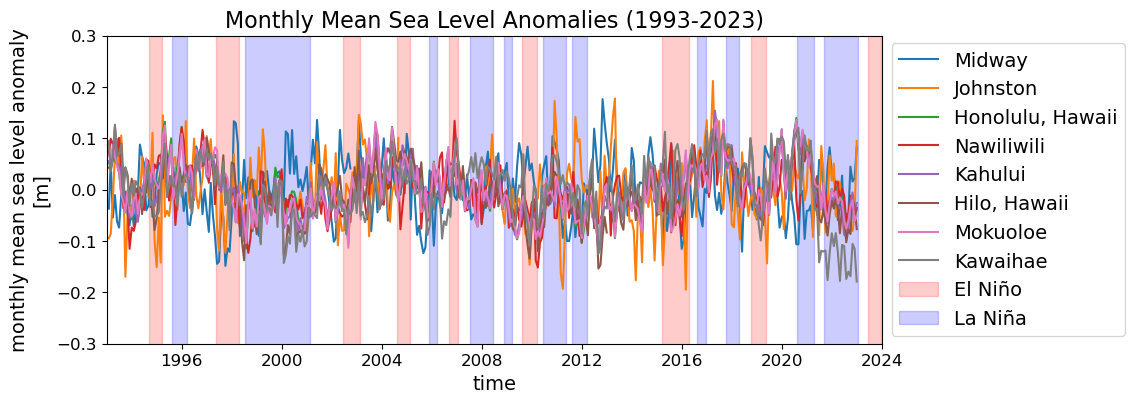 Monthly Mean Sea Level Anomalies (1993-2023)
monthly mean sea level anomaly
[m]
0.3
0.2
0.1
0.0
−0.1
−0.2
−0.3
1996
2000
2004
2008
2012
2016
2020
2024
time
Midway
Johnston
Honolulu, Hawaii
Nawiliwili
Kahului
Hilo, Hawaii
Mokuoloe
Kawaihae
El Niño
La Niña